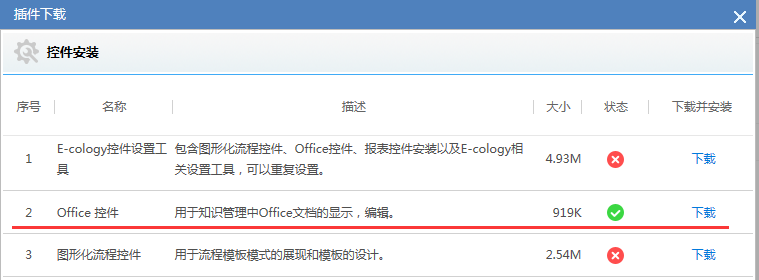 插件下载
控件安装
序号 名称 描述 大小 状态 下载并安装
1 E-cology控件设置工具 包含图形化流程控件、Office控件、报表控件安装以及E-cology相关设置工具，可以重复设置。 4.93M 下载
2 Office 控件 用于知识管理中Office文档的显示，编辑。 919K 下载
3 图形化流程控件 用于流程模板模式的展现和模板的设计。 2.54M 下载